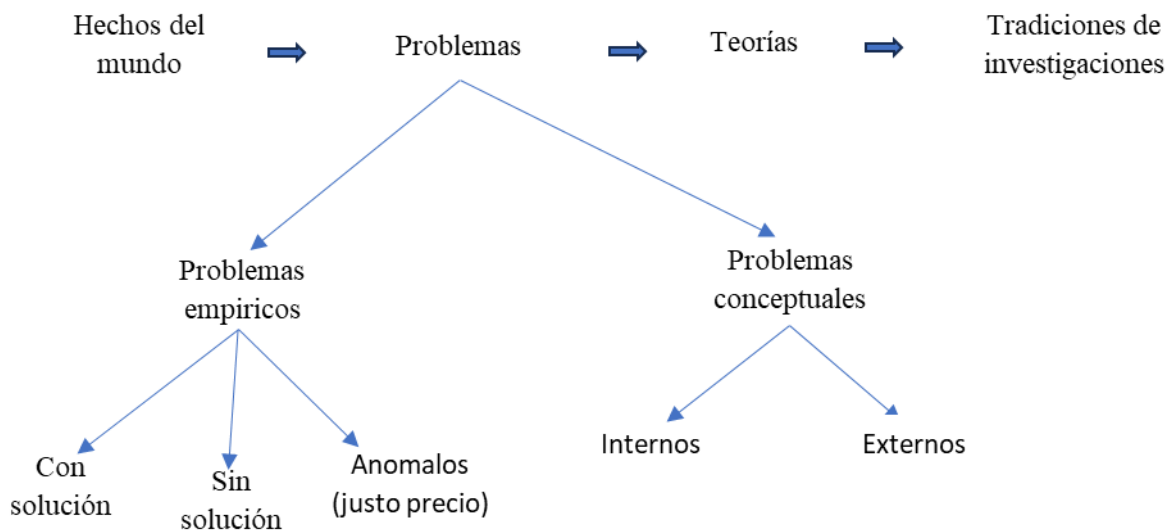 Hechos del
mundo
Problemas
Teorías
Tradiciones de
investigaciones
Problemas
empiricos
Problemas
conceptuales
Con
solución
Sin
solución
Anomalos
(justo precio)
Internos
Externos